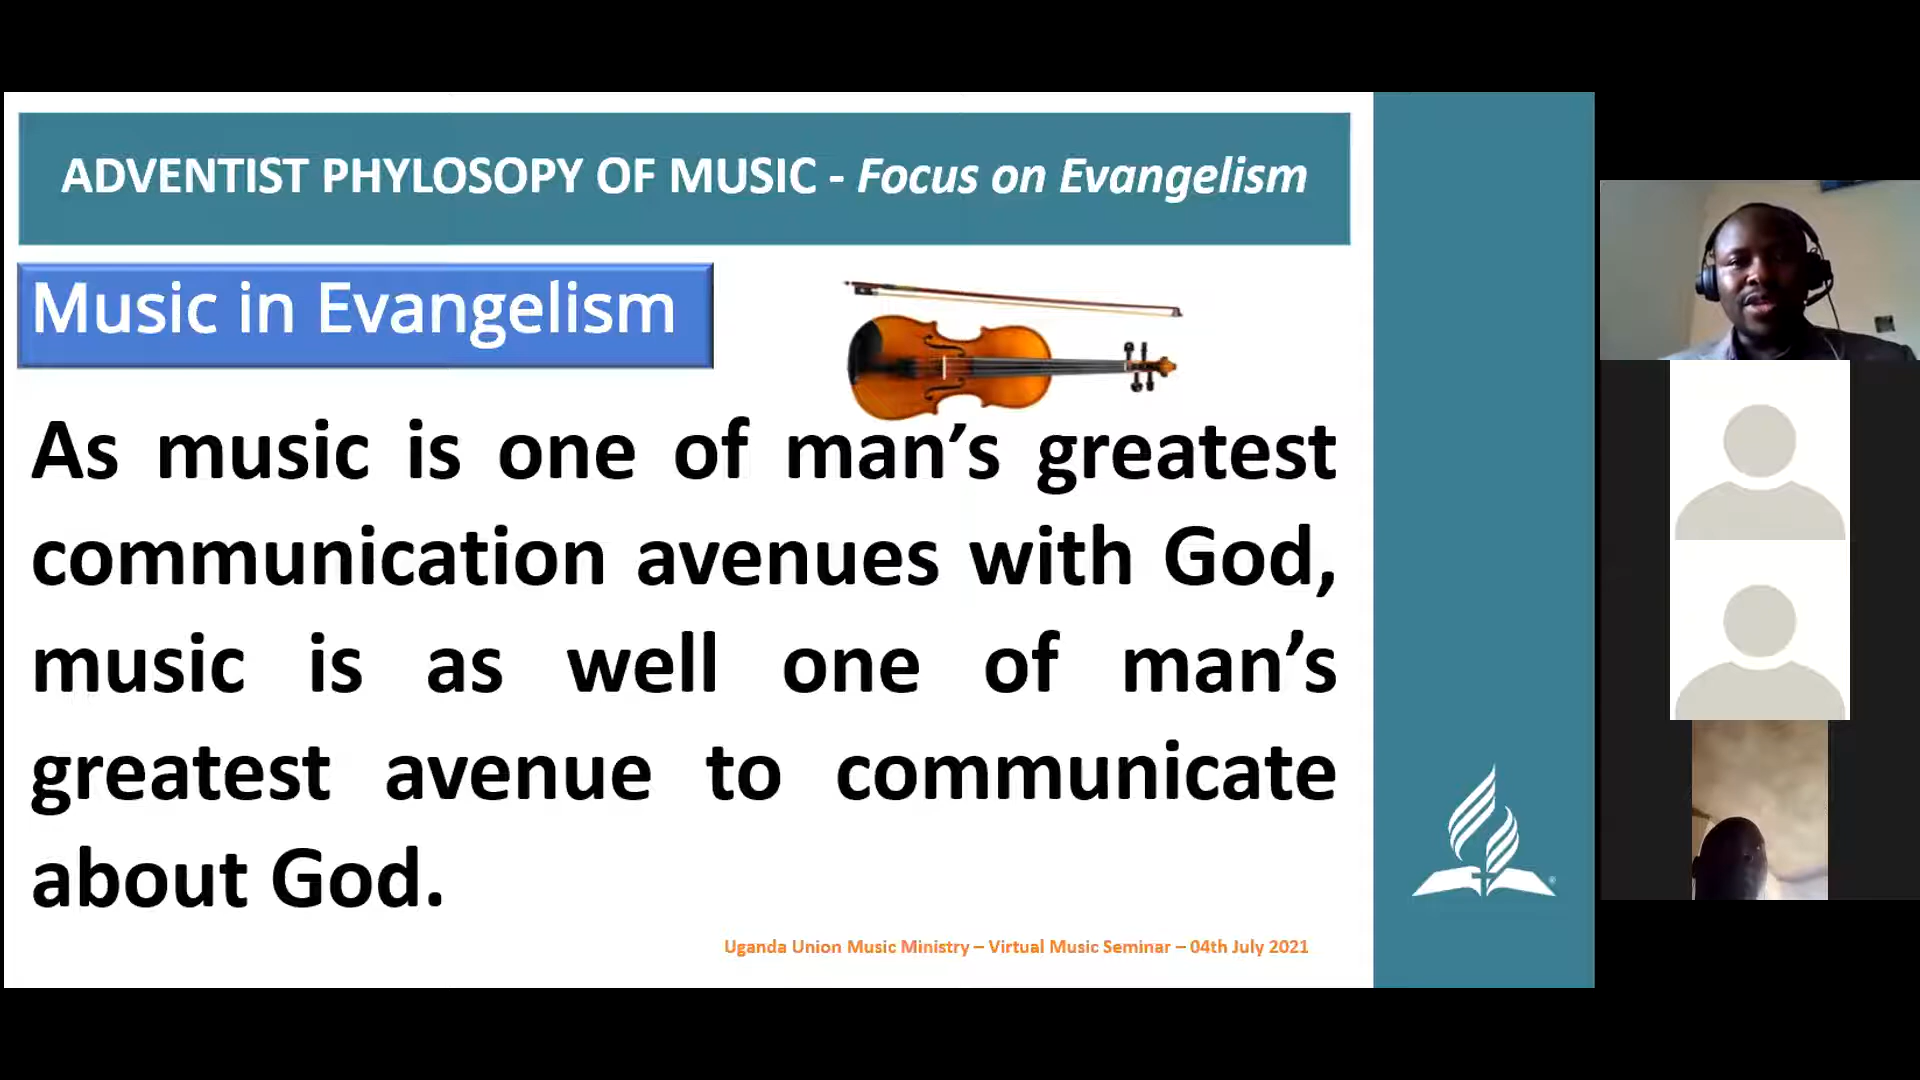 ADVENTIST PHYLOSOPY OF MUSIC - Focus on Evangelism
Music in Evangelism
As music is one of man’s greatest
communication avenues with God,
music is as well one of man’s
greatest avenue to communicate
about God.
Uganda Union Music Ministry – Virtual Music Seminar – 04th July 2021